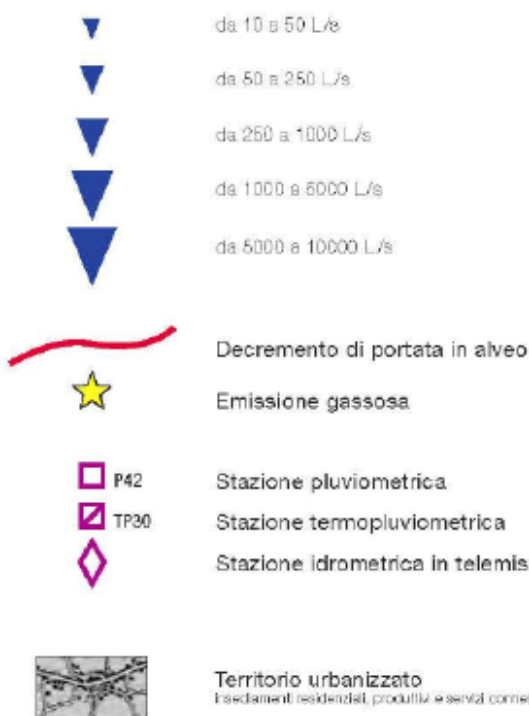 da 10 a 50 L/s
da 50 a 250 L/s
da 250 a 1000 L/s
da 1000 a 5000 L/s
da 5000 a 10000 L/s
Decremento di portata in alveo
Emissione gassosa
P42 Stazione pluviometrica
TP30 Stazione termopluviometrica
Stazione idrometrica in telemis
Territorio urbanizzato
insediamenti residenziali, produttivi e servizi conne